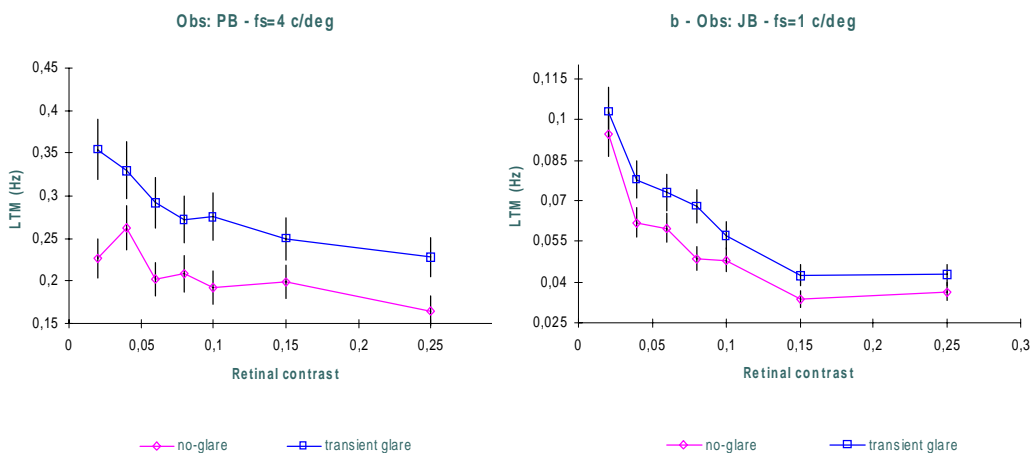 Obs: PB - fs=4 c/deg
LTM (Hz)
0,45
0,4
0,35
0,3
0,25
0,2
0,15
0
0,05
0,1
0,15
0,2
0,25
Retinal contrast
no-glare
transient glare
b - Obs: JB - fs=1 c/deg
LTM (Hz)
0,115
0,1
0,085
0,07
0,055
0,04
0,025
0
0,05
0,1
0,15
0,2
0,25
0,3
Retinal contrast
no-glare
transient glare